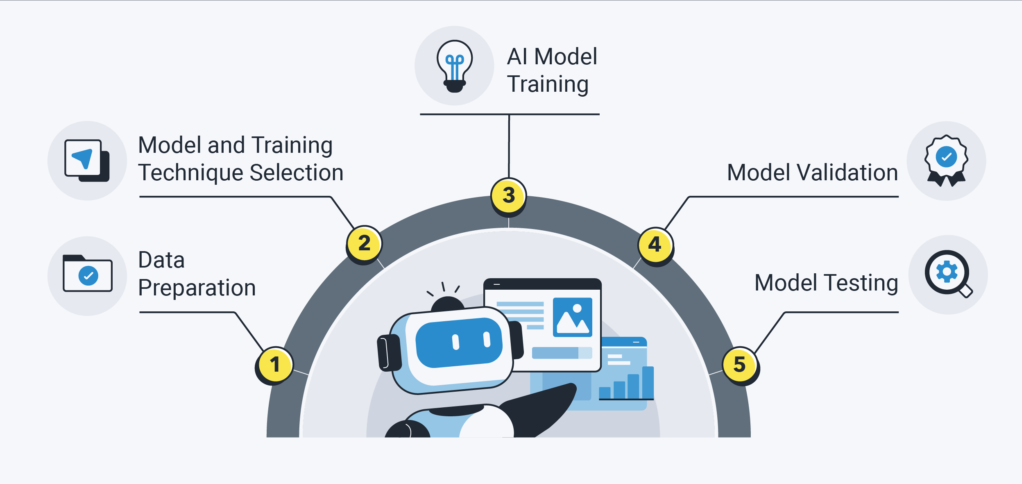 AI Model
Training
Model and Training
Technique Selection
Model Validation
Data
Preparation
Model Testing
1
2
3
4
5